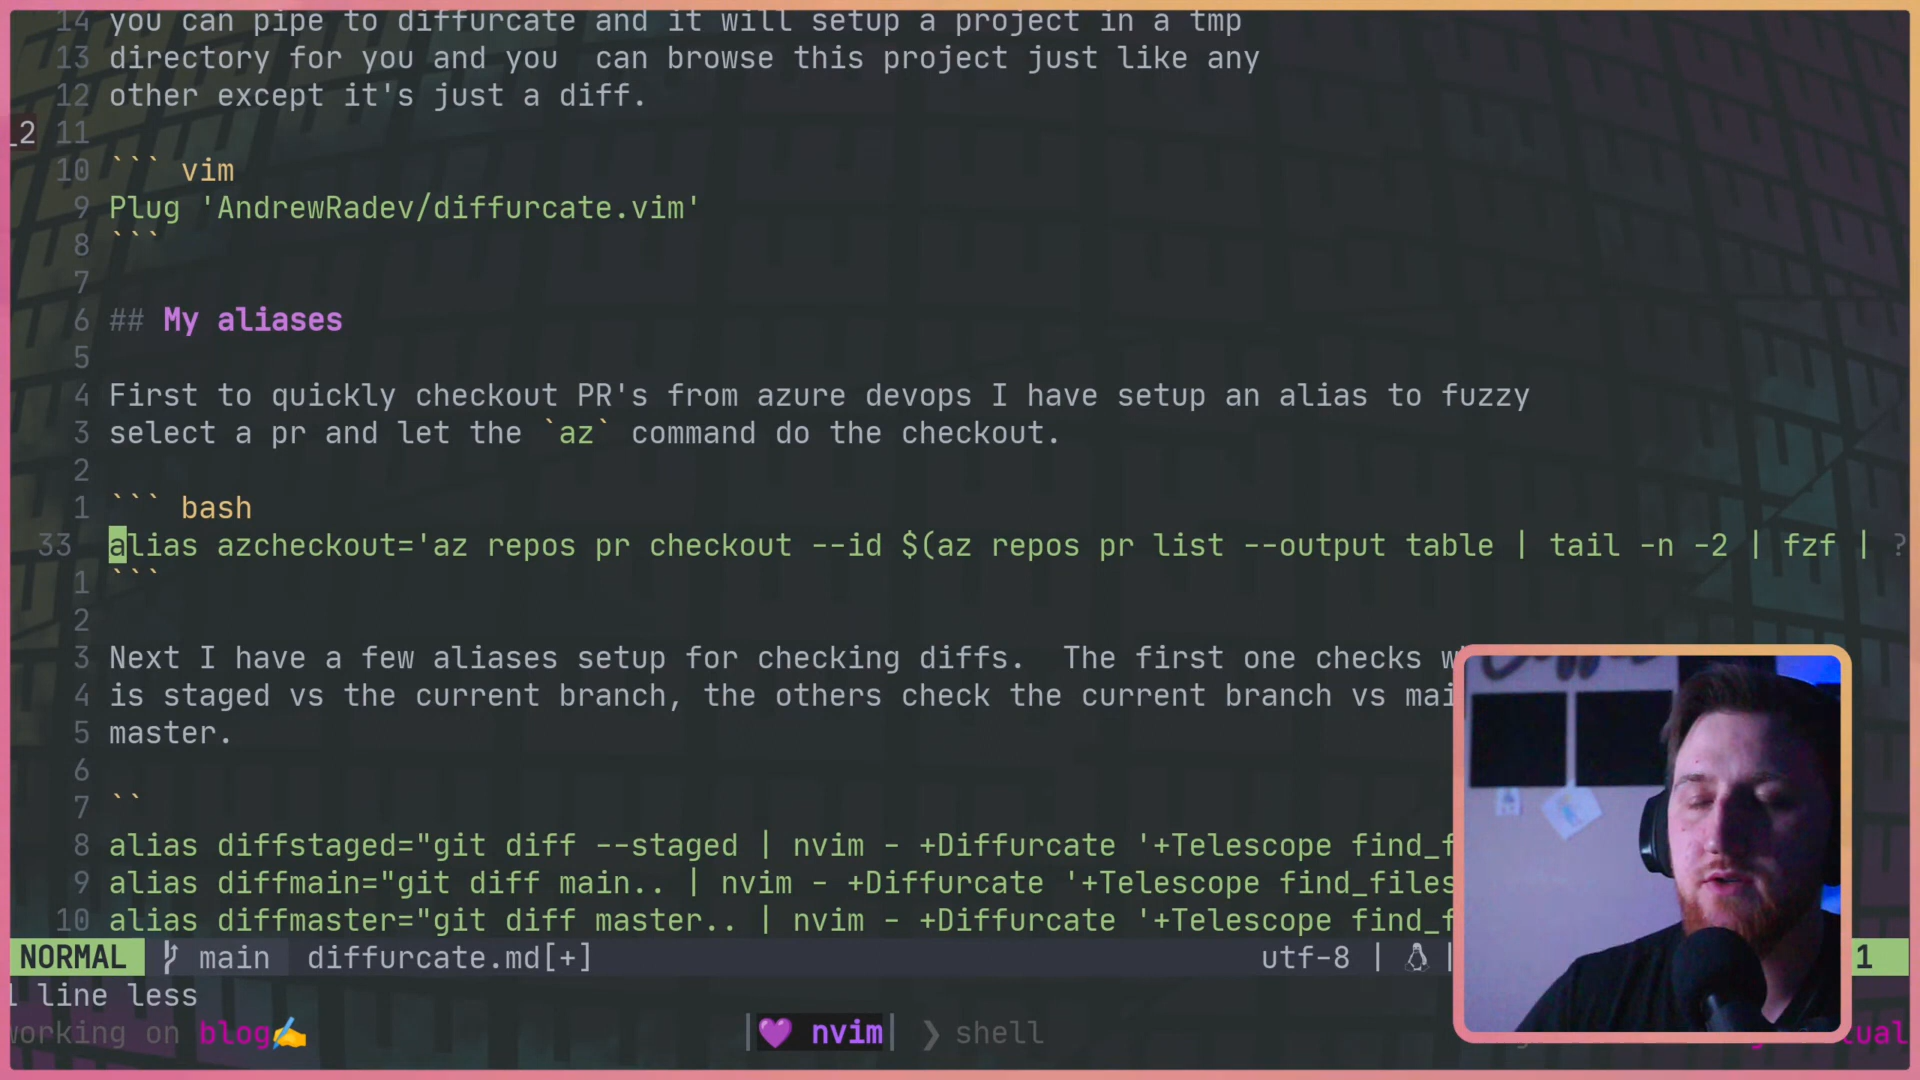 14 you can pipe to diffurcate and it will setup a project in a tmp
13 directory for you and you  can browse this project just like any
12 other except it's just a diff.
_2 11
10 ``` vim
9 Plug 'AndrewRadev/diffurcate.vim'
8 ```
7
6 ## My aliases
5
4 First to quickly checkout PR's from azure devops I have setup an alias to fuzzy
3 select a pr and let the `az` command do the checkout.
2
1 ``` bash
33 alias azcheckout='az repos pr checkout --id $(az repos pr list --output table | tail -n -2 | fzf | ?
1 ```
2
3 Next I have a few aliases setup for checking diffs.  The first one checks
4 is staged vs the current branch, the others check the current branch vs
5 master.
6
7 ``
8 alias diffstaged="git diff --staged | nvim - +Diffurcate '+Telescope
9 alias diffmain="git diff main.. | nvim - +Diffurcate '+Telescope find_files
10 alias diffmaster="git diff master.. | nvim - +Diffurcate '+Telescope
NORMAL main diffurcate.md[+] utf-8 | | 1
1 line less
working on blog✍️ | 💜 nvim | ❯ shell